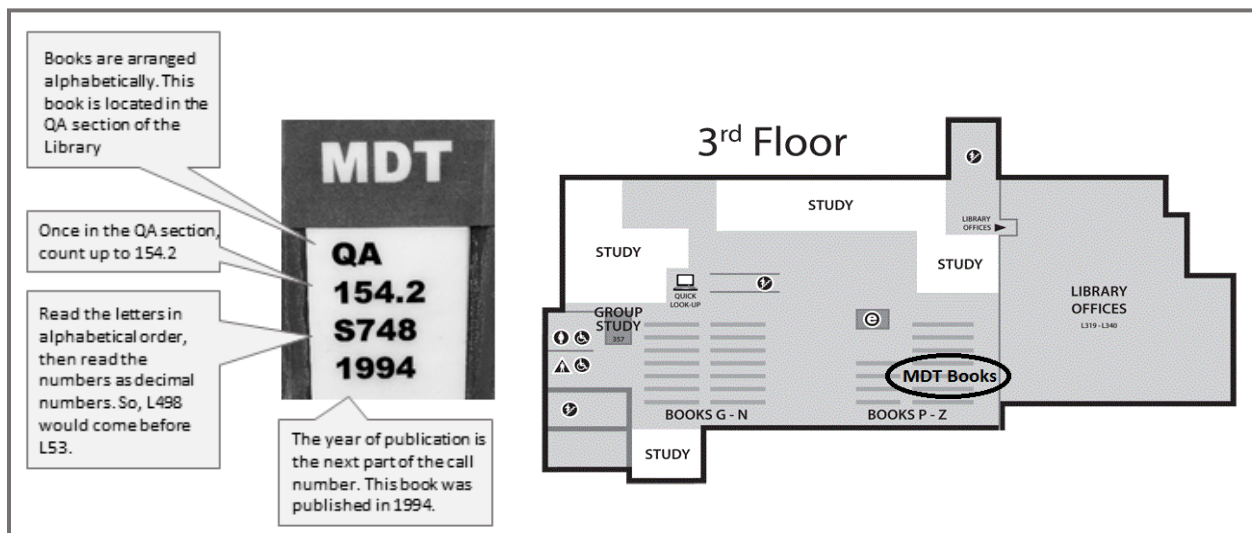 Books are arranged
alphabetically. This
book is located in the
QA section of the
Library
Once in the QA section,
count up to 154.2
Read the letters in
alphabetical order,
then read the
numbers as decimal
numbers. So, L498
would come before
L53.
MDT
QA
154.2
S748
1994
The year of publication is
the next part of the call
number. This book was
published in 1994.
3rd Floor
STUDY
LIBRARY
OFFICES
STUDY
STUDY
QUICK
LOOK-UP
GROUP
STUDY
357
e
LIBRARY
OFFICES
L319 - L340
MDT Books
BOOKS G - N
BOOKS P - Z
STUDY